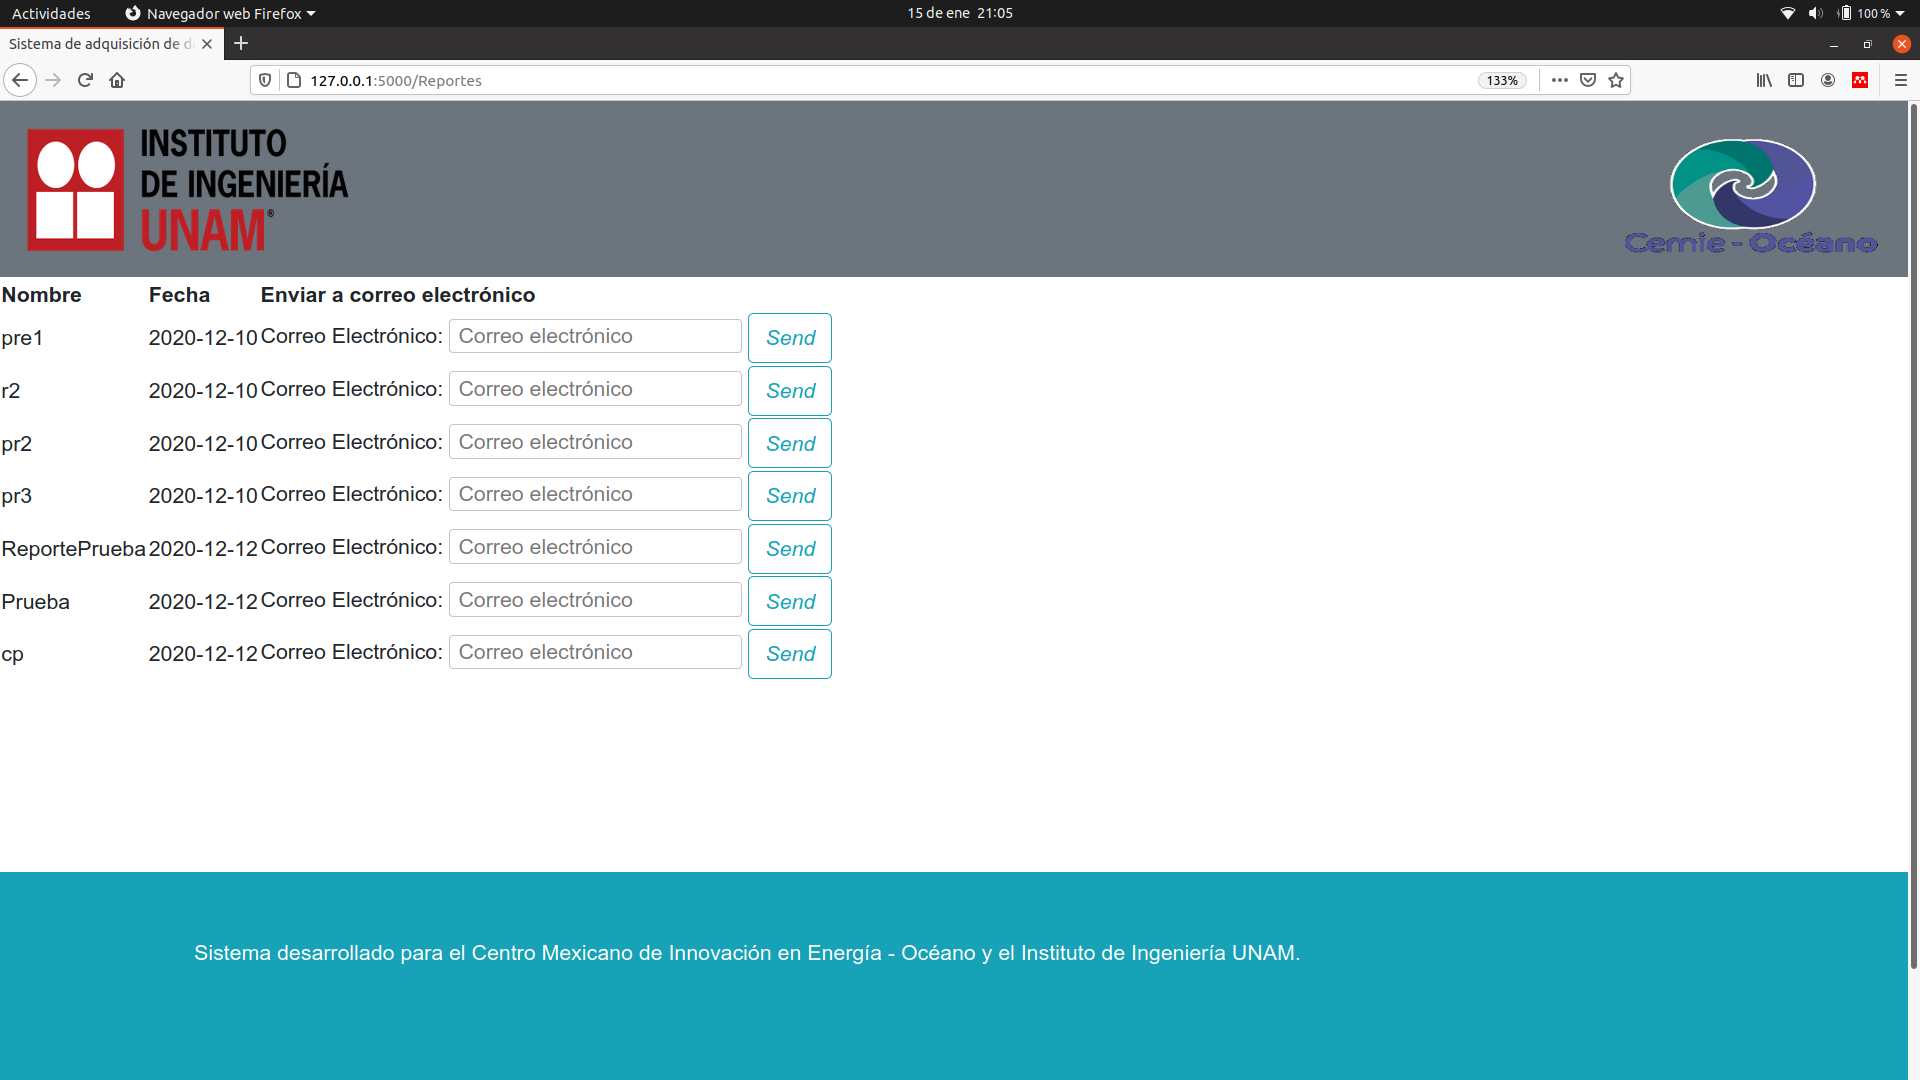 Actividades Navegador web Firefox 15 de ene 21:05 100 %
Sistema de adquisición de d
127.0.0.1:5000/Reportes 133%
INSTITUTO
DE INGENIERÍA
UNAM®
Cemie - Océano
Nombre Fecha Enviar a correo electrónico
pre1 2020-12-10 Correo Electrónico: Correo electrónico Send
r2 2020-12-10 Correo Electrónico: Correo electrónico Send
pr2 2020-12-10 Correo Electrónico: Correo electrónico Send
pr3 2020-12-10 Correo Electrónico: Correo electrónico Send
ReportePrueba 2020-12-12 Correo Electrónico: Correo electrónico Send
Prueba 2020-12-12 Correo Electrónico: Correo electrónico Send
cp 2020-12-12 Correo Electrónico: Correo electrónico Send
Sistema desarrollado para el Centro Mexicano de Innovación en Energía - Océano y el Instituto de Ingeniería UNAM.